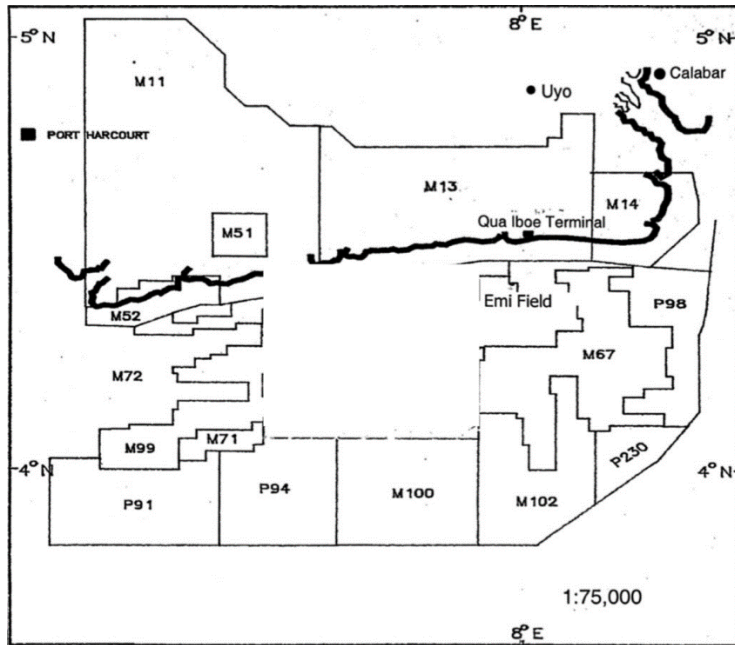 8° E
5° N
5° N
M11
Calabar
Uyo
PORT HARCOURT
M13
M14
M51
Qua Iboe Terminal
M52
Emi Field
P98
M72
M67
M99
M71
P230
4° N
4° N
P91
P94
M100
M102
1:75,000
8° E